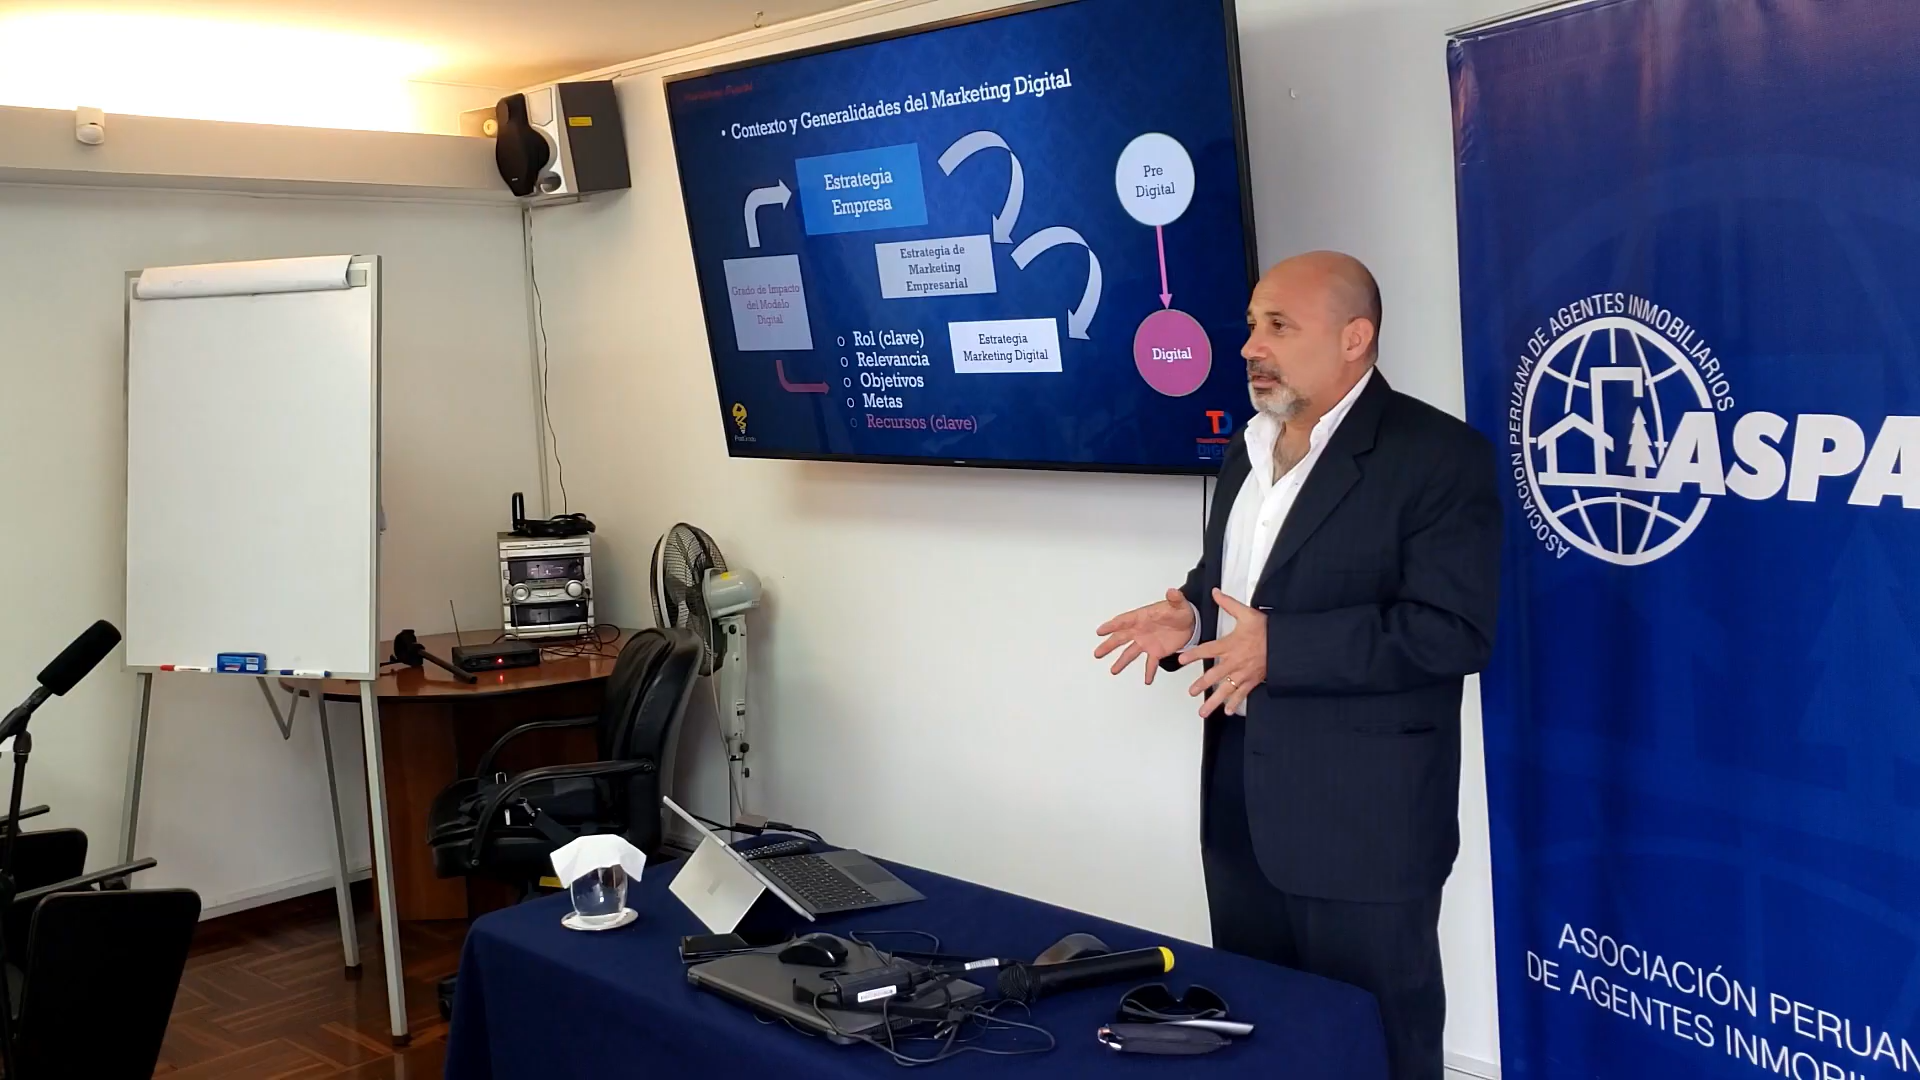 • Contexto y Generalidades del Marketing Digital
Estrategia
Empresa
Pre
Digital
Estrategia de
Marketing
Empresarial
Grado de Impacto
del Modelo
Digital
o Rol (clave)
o Relevancia
o Objetivos
o Metas
o Recursos (clave)
Estrategia
Marketing Digital
Digital
PostGrado
TD
ASOCIACION PERUANA DE AGENTES INMOBILIARIOS
ASPA
ASOCIACIÓN PERUAN
DE AGENTES INMOBI